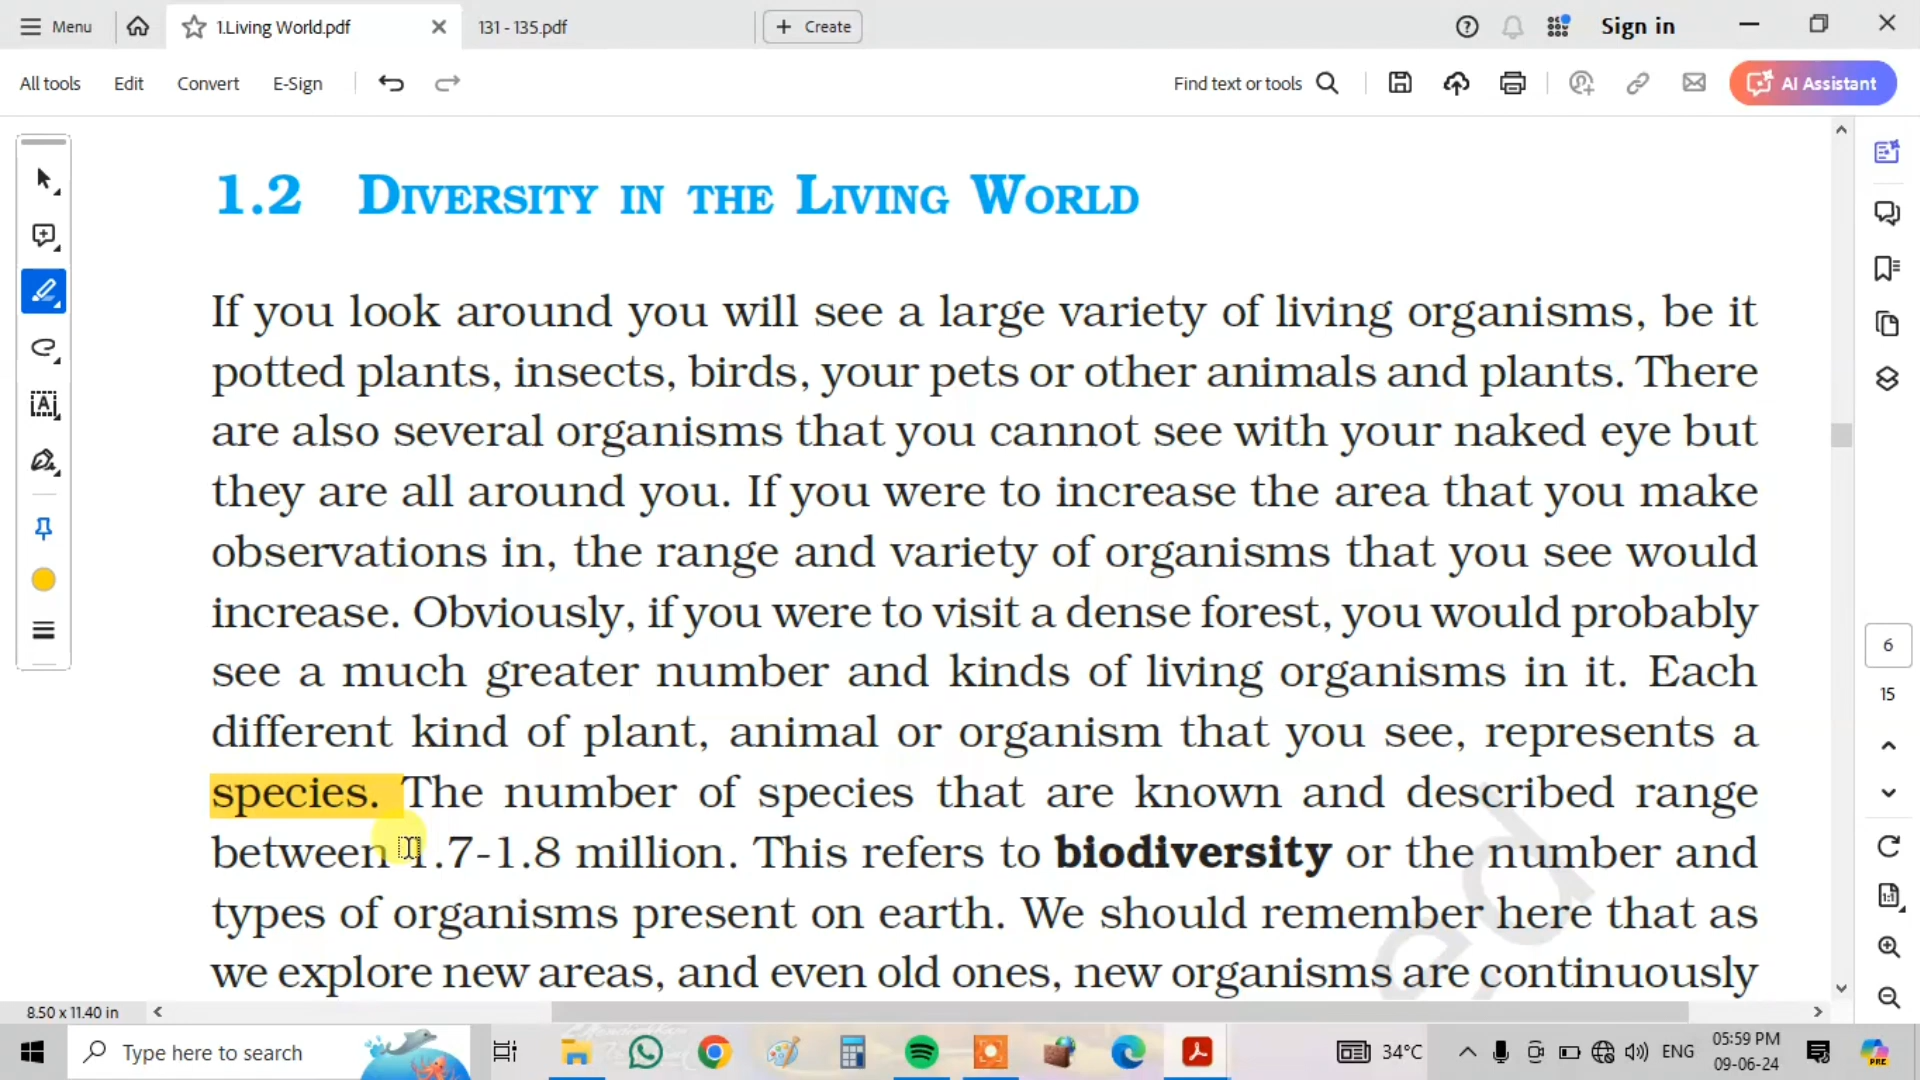 Menu
1.Living World.pdf
131 - 135.pdf
Create
Sign in
All tools
Edit
Convert
E-Sign
Find text or tools
AI Assistant
1.2 DIVERSITY IN THE LIVING WORLD
If you look around you will see a large variety of living organisms, be it
potted plants, insects, birds, your pets or other animals and plants. There
are also several organisms that you cannot see with your naked eye but
they are all around you. If you were to increase the area that you make
observations in, the range and variety of organisms that you see would
increase. Obviously, if you were to visit a dense forest, you would probably
see a much greater number and kinds of living organisms in it. Each
different kind of plant, animal or organism that you see, represents a
species. The number of species that are known and described range
between 1.7-1.8 million. This refers to biodiversity or the number and
types of organisms present on earth. We should remember here that as
we explore new areas, and even old ones, new organisms are continuously
ed
6
15
8.50 x 11.40 in
Type here to search
34°C
ENG
05:59 PM
09-06-24
PRE